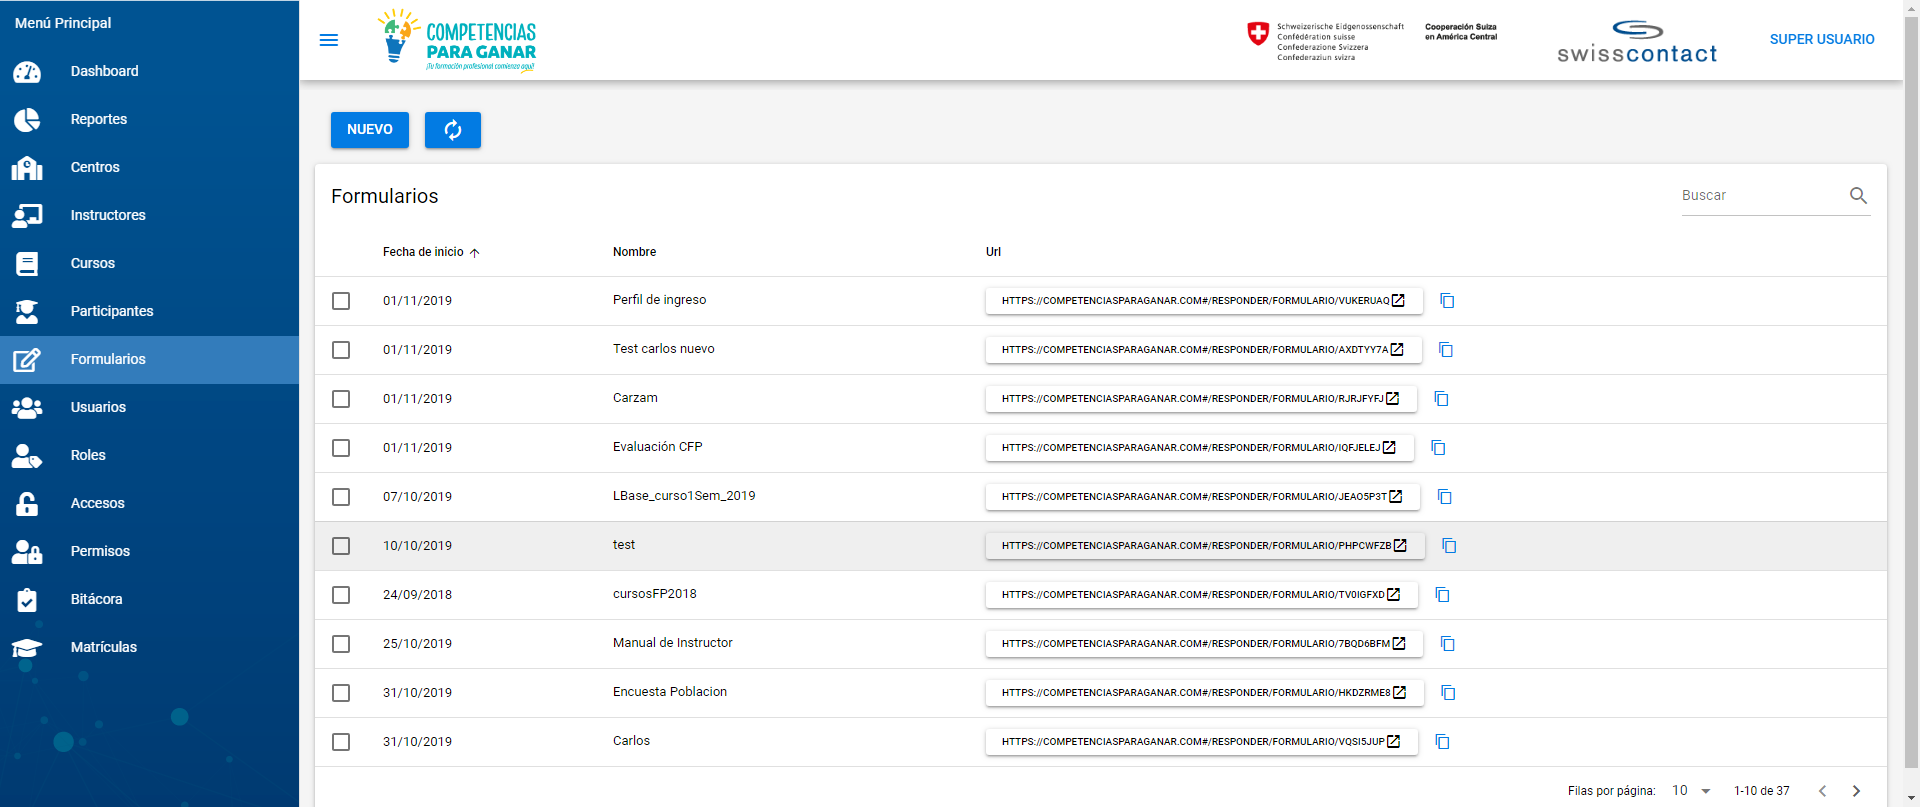 Menú Principal
Dashboard
Reportes
Centros
Instructores
Cursos
Participantes
Formularios
Usuarios
Roles
Accesos
Permisos
Bitácora
Matrículas
COMPETENCIAS
PARA GANAR
¡Tu formación profesional comienza aquí!
Schweizerische Eidgenossenschaft
Confédération suisse
Confederazione Svizzera
Confederaziun svizra
Cooperación Suiza
en América Central
swisscontact
SUPER USUARIO
NUEVO
Formularios
Buscar
Fecha de inicio Nombre Url
01/11/2019 Perfil de ingreso HTTPS://COMPETENCIASPARAGANAR.COM#/RESPONDER/FORMULARIO/VUKERUAQ
01/11/2019 Test carlos nuevo HTTPS://COMPETENCIASPARAGANAR.COM#/RESPONDER/FORMULARIO/AXDTYY7A
01/11/2019 Carzam HTTPS://COMPETENCIASPARAGANAR.COM#/RESPONDER/FORMULARIO/RJRJFYFJ
01/11/2019 Evaluación CFP HTTPS://COMPETENCIASPARAGANAR.COM#/RESPONDER/FORMULARIO/IQFJELEJ
07/10/2019 LBase_curso1Sem_2019 HTTPS://COMPETENCIASPARAGANAR.COM#/RESPONDER/FORMULARIO/JEAO5P3T
10/10/2019 test HTTPS://COMPETENCIASPARAGANAR.COM#/RESPONDER/FORMULARIO/PHPCWFZB
24/09/2018 cursosFP2018 HTTPS://COMPETENCIASPARAGANAR.COM#/RESPONDER/FORMULARIO/TV0IGFXD
25/10/2019 Manual de Instructor HTTPS://COMPETENCIASPARAGANAR.COM#/RESPONDER/FORMULARIO/7BQD6BFM
31/10/2019 Encuesta Poblacion HTTPS://COMPETENCIASPARAGANAR.COM#/RESPONDER/FORMULARIO/HKDZRME8
31/10/2019 Carlos HTTPS://COMPETENCIASPARAGANAR.COM#/RESPONDER/FORMULARIO/VQSI5JUP
Filas por página: 10 1-10 de 37